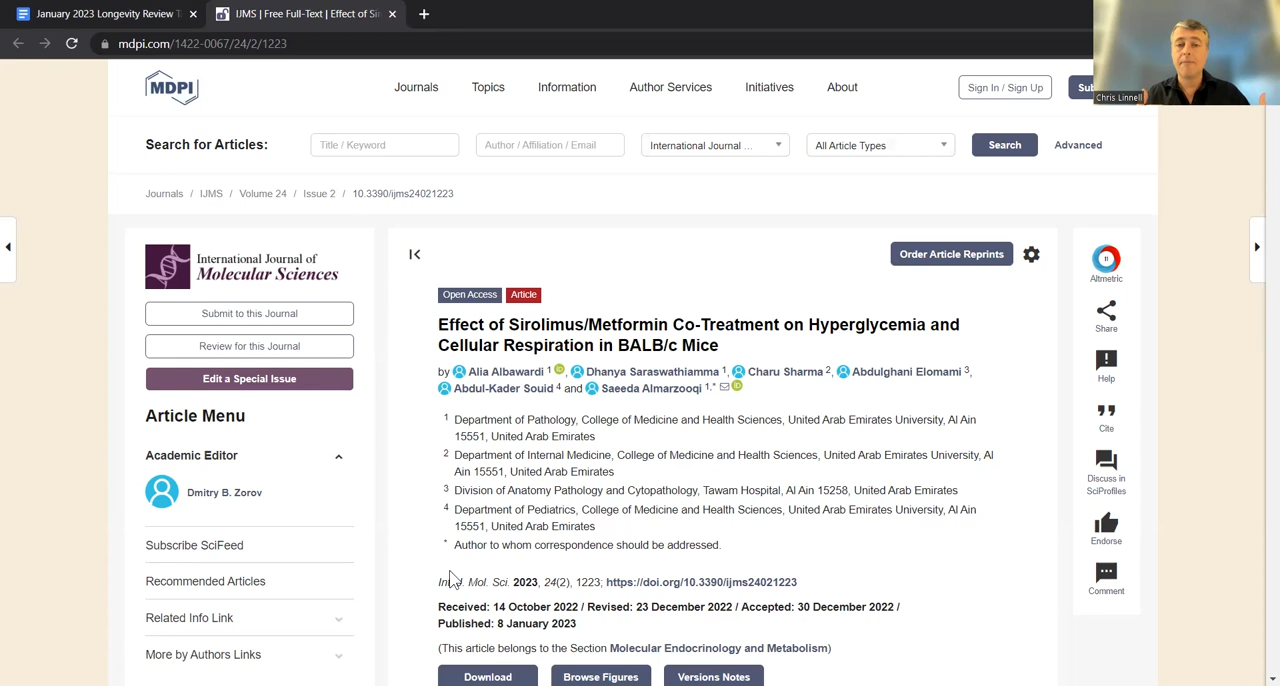 January 2023 Longevity Review
IJMS | Free Full-Text | Effect of Sir
mdpi.com/1422-0067/24/2/1223
Chris Linnell
MDPI
Journals
Topics
Information
Author Services
Initiatives
About
Sign In / Sign Up
Sub
Search for Articles:
Title / Keyword
Author / Affiliation / Email
International Journal ...
All Article Types
Search
Advanced
Journals / IJMS / Volume 24 / Issue 2 / 10.3390/ijms24021223
International Journal of
Molecular Sciences
Submit to this Journal
Review for this Journal
Edit a Special Issue
Article Menu
Academic Editor
Dmitry B. Zorov
Subscribe SciFeed
Recommended Articles
Related Info Link
More by Authors Links
Order Article Reprints
Open Access
Article
Effect of Sirolimus/Metformin Co-Treatment on Hyperglycemia and
Cellular Respiration in BALB/c Mice
by Alia Albawardi 1, Dhanya Saraswathiamma 1, Charu Sharma 2, Abdulghani Elomami 3,
Abdul-Kader Souid 4 and Saeeda Almarzooqi 1,*
1 Department of Pathology, College of Medicine and Health Sciences, United Arab Emirates University, Al Ain
15551, United Arab Emirates
2 Department of Internal Medicine, College of Medicine and Health Sciences, United Arab Emirates University, Al
Ain 15551, United Arab Emirates
3 Division of Anatomy Pathology and Cytopathology, Tawam Hospital, Al Ain 15258, United Arab Emirates
4 Department of Pediatrics, College of Medicine and Health Sciences, United Arab Emirates University, Al Ain
15551, United Arab Emirates
* Author to whom correspondence should be addressed.
Mol. Sci. 2023, 24(2), 1223; https://doi.org/10.3390/ijms24021223
Received: 14 October 2022 / Revised: 23 December 2022 / Accepted: 30 December 2022 /
Published: 8 January 2023
(This article belongs to the Section Molecular Endocrinology and Metabolism)
Download
Browse Figures
Versions Notes
11
Altmetric
Share
Help
Cite
Discuss in
SciProfiles
Endorse
Comment